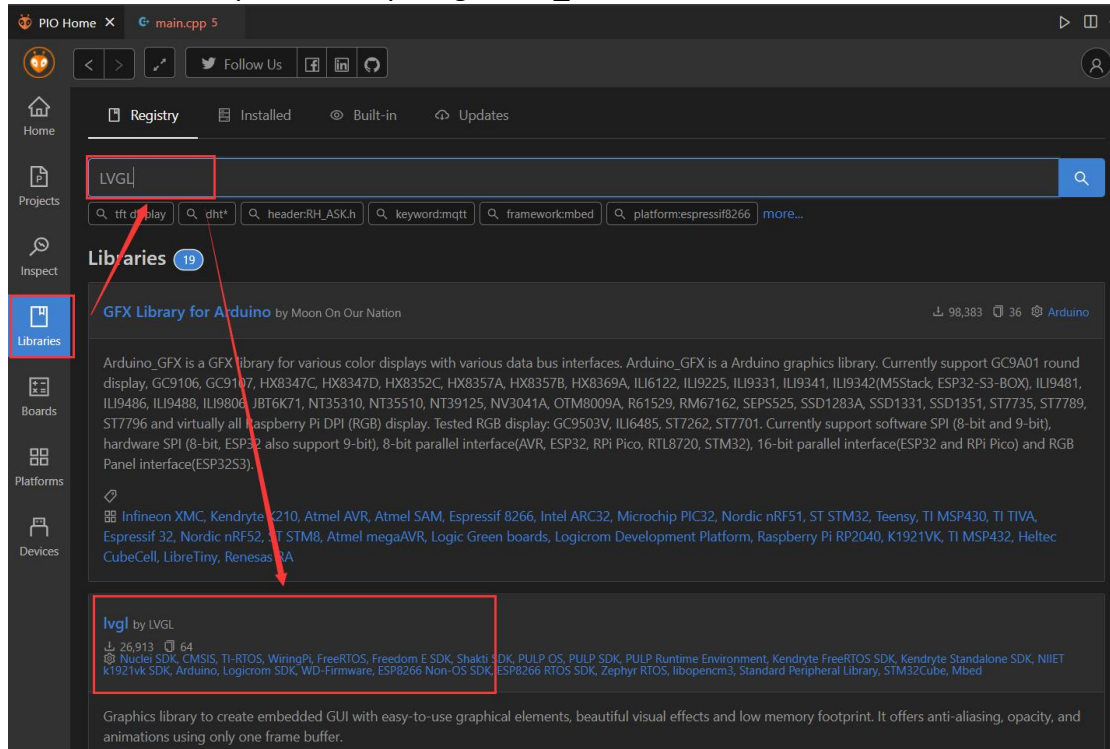 PIO Home
main.cpp 5
Follow Us
Home
Registry
Installed
Built-in
Updates
Projects
LVGL
tft display
dht*
header:RH_ASK.h
keyword:mqtt
framework:mbed
platform:espressif8266
more...
Inspect
Libraries 19
Libraries
GFX Library for Arduino by Moon On Our Nation
98,383 36 Arduino
Arduino_GFX is a GFX library for various color displays with various data bus interfaces. Arduino_GFX is a Arduino graphics library. Currently support GC9A01 round
display, GC9106, GC9107, HX8347C, HX8347D, HX8352C, HX8357A, HX8357B, HX8369A, ILI6122, ILI9225, ILI9331, ILI9341, ILI9342(M5Stack, ESP32-S3-BOX), ILI9481,
ILI9486, ILI9488, ILI9806, JBT6K71, NT35310, NT35510, NT39125, NV3041A, OTM8009A, R61529, RM67162, SEPS525, SSD1283A, SSD1331, SSD1351, ST7735, ST7789,
ST7796 and virtually all Raspberry Pi DPI (RGB) display. Tested RGB display: GC9503V, ILI6485, ST7262, ST7701. Currently support software SPI (8-bit and 9-bit),
hardware SPI (8-bit, ESP32 also support 9-bit), 8-bit parallel interface(AVR, ESP32, RPi Pico, RTL8720, STM32), 16-bit parallel interface(ESP32 and RPi Pico) and RGB
Panel interface(ESP32S3).
Boards
Platforms
Devices
Infineon XMC, Kendryte K210, Atmel AVR, Atmel SAM, Espressif 8266, Intel ARC32, Microchip PIC32, Nordic nRF51, ST STM32, Teensy, TI MSP430, TI TIVA,
Espressif 32, Nordic nRF52, ST STM8, Atmel megaAVR, Logic Green boards, Logicrom Development Platform, Raspberry Pi RP2040, K1921VK, TI MSP432, Heltec
CubeCell, LibreTiny, Renesas RA
lvgl by LVGL
26,913 64
Nuclei SDK, CMSIS, TI-RTOS, WiringPi, FreeRTOS, Freedom E SDK, Shakti SDK, PULP OS, PULP SDK, PULP Runtime Environment, Kendryte FreeRTOS SDK, Kendryte Standalone SDK, NIIET
k1921vk SDK, Arduino, Logicrom SDK, WD-Firmware, ESP8266 Non-OS SDK, ESP8266 RTOS SDK, Zephyr RTOS, libopencm3, Standard Peripheral Library, STM32Cube, Mbed
Graphics library to create embedded GUI with easy-to-use graphical elements, beautiful visual effects and low memory footprint. It offers anti-aliasing, opacity, and
animations using only one frame buffer.